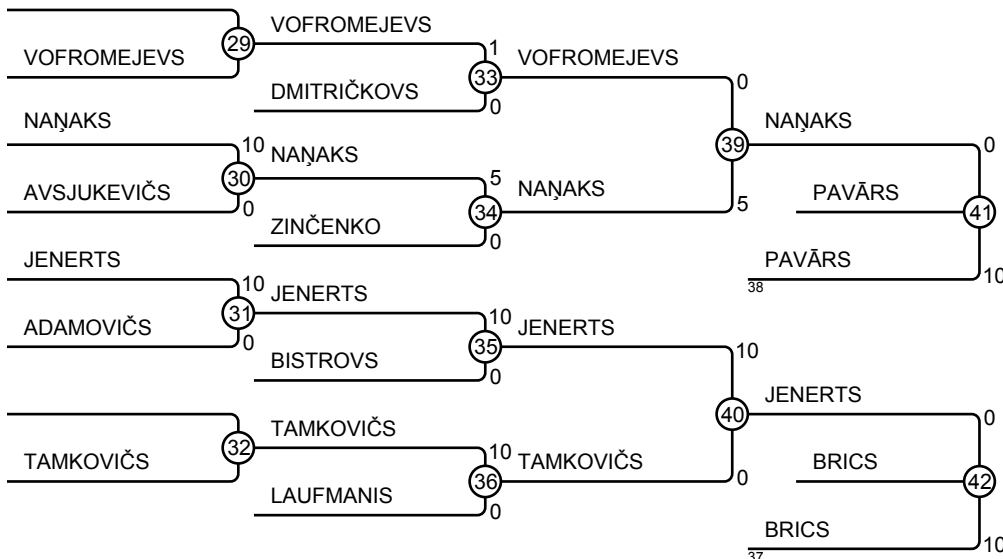 VOFROMEJEVS
29
VOFROMEJEVS
1
VOFROMEJEVS
33
DMITRIČKOVS
0
0
NAŅAKS
10
30
AVSJUKEVIČS
0
NAŅAKS
5
34
ZINČENKO
0
NAŅAKS
5
39
NAŅAKS
0
PAVĀRS
41
PAVĀRS
38
10
JENERTS
10
31
ADAMOVIČS
0
JENERTS
10
35
BISTROVS
0
JENERTS
10
32
TAMKOVIČS
TAMKOVIČS
10
36
LAUFMANIS
0
TAMKOVIČS
0
40
JENERTS
0
BRICS
42
BRICS
37
10